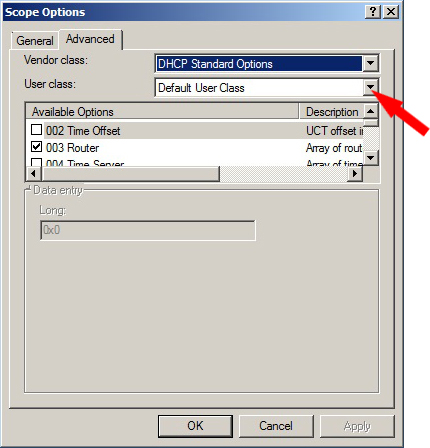 Scope Options
General Advanced
Vendor class: DHCP Standard Options
User class: Default User Class
Available Options Description
002 Time Offset UCT offset i
003 Router Array of rout
004 Time Server Array of time
Data entry
Long:
0x0
OK Cancel Apply